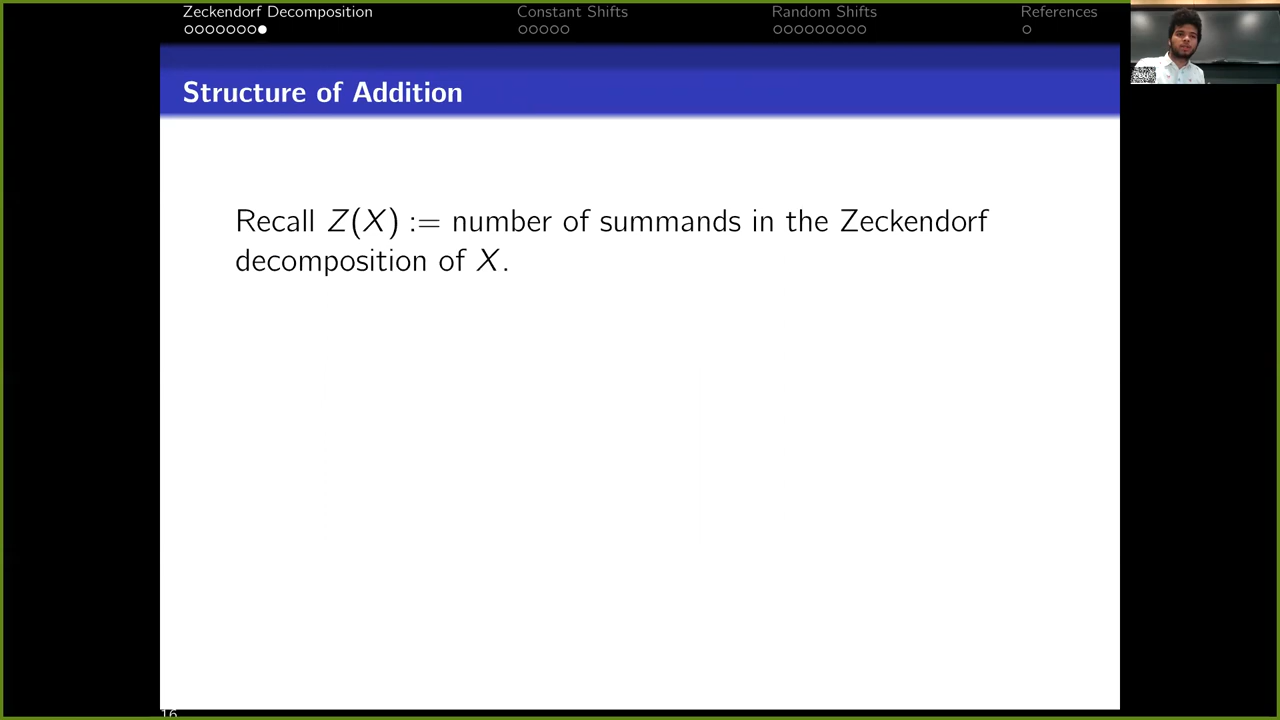 Zeckendorf Decomposition Constant Shifts Random Shifts References
Structure of Addition
Recall Z(X) := number of summands in the Zeckendorf
decomposition of X.
16